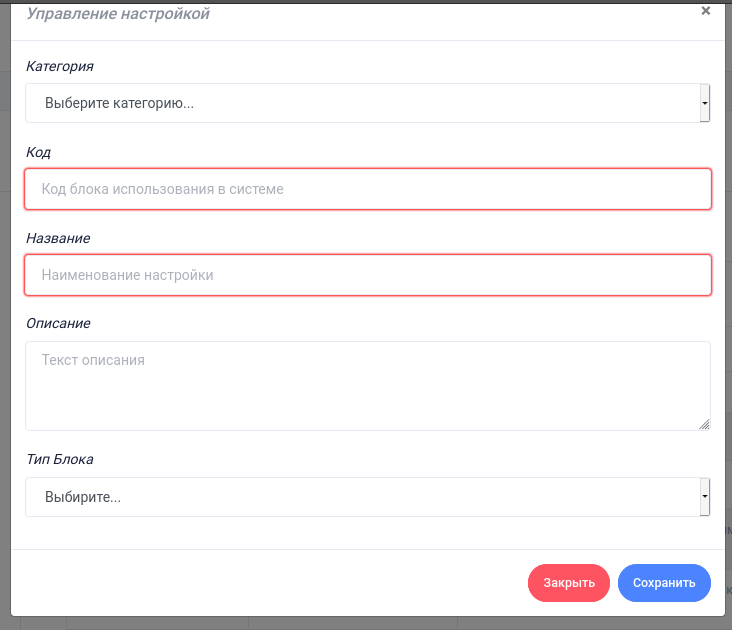 Управление настройкой
×
Категория
Выберите категорию...
Код
Код блока использования в системе
Название
Наименование настройки
Описание
Текст описания
Тип Блока
Выбирите...
Закрыть Сохранить